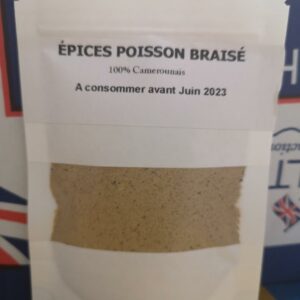 ÉPICES POISSON BRAISÉ
100% Camerounais
A consommer avant Juin 2023